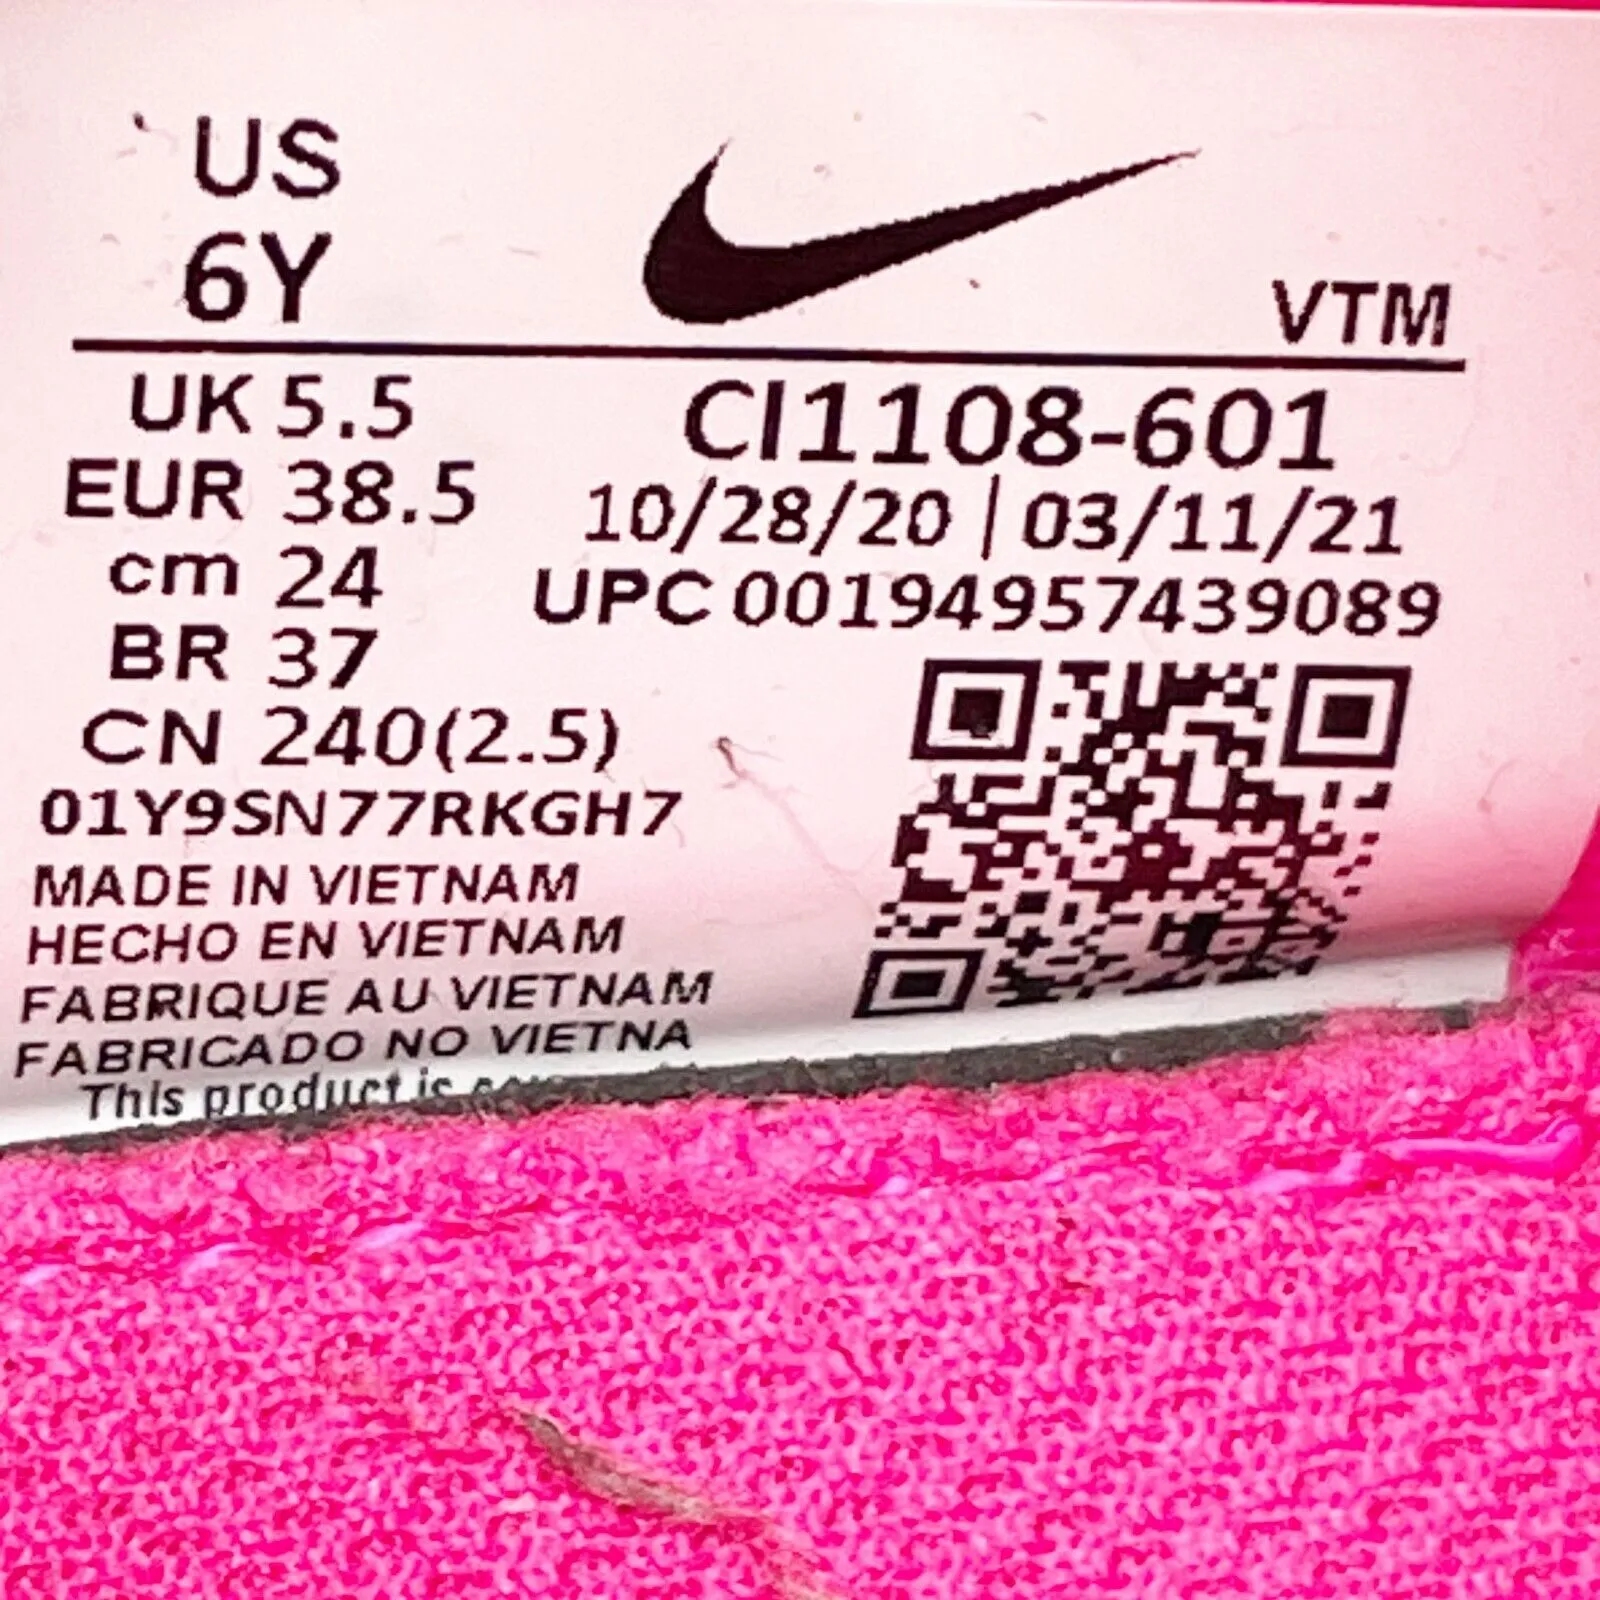 US
6Y
VTM
UK 5.5
EUR 38.5
cm 24
BR 37
CN 240(2.5)
01Y9SN77RKGH7
MADE IN VIETNAM
HECHO EN VIETNAM
FABRIQUE AU VIETNAM
FABRICADO NO VIETNA
This product is
CI1108-601
10/28/20 | 03/11/21
UPC 00194957439089